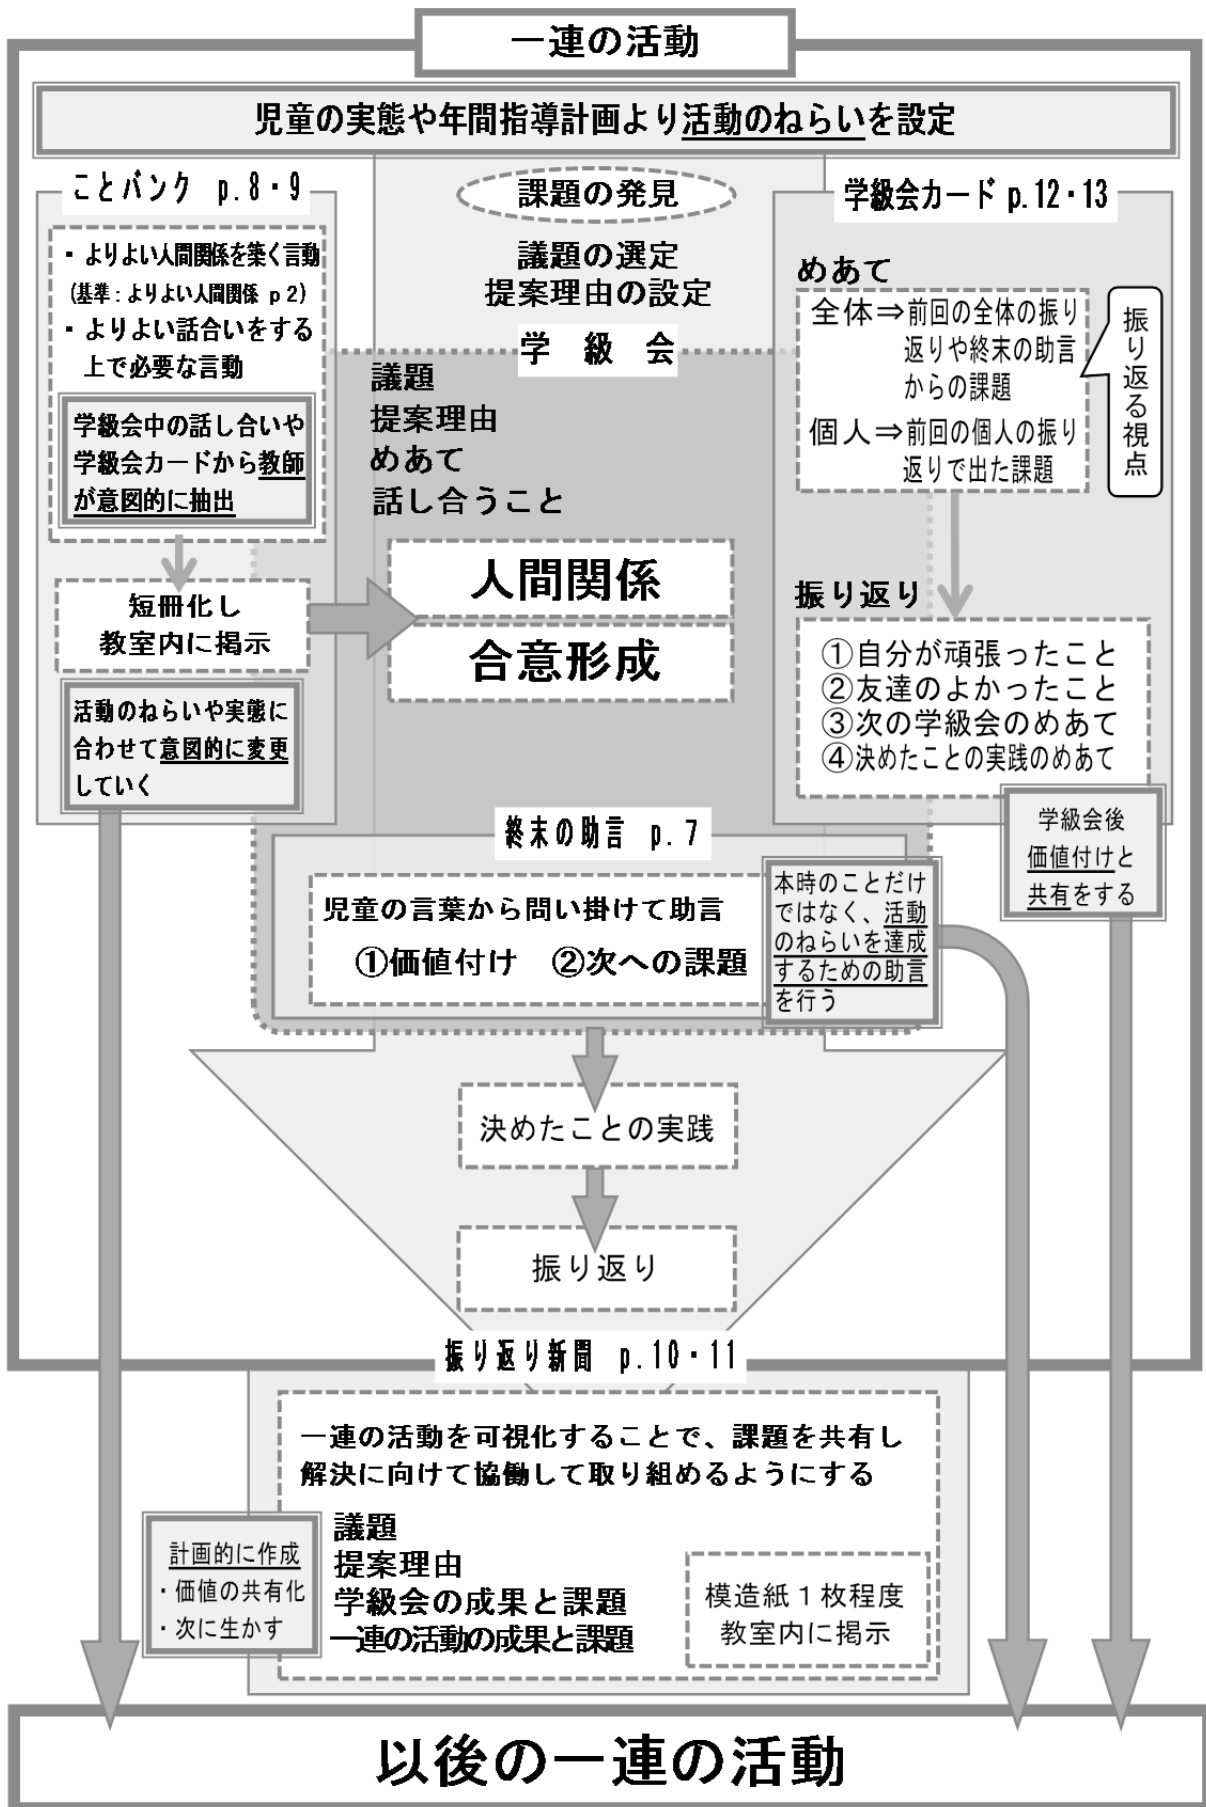 一連の活動
児童の実態や年間指導計画より活動のねらいを設定
ことバンク p.8・9
・よりよい人間関係を築く言動
(基準:よりよい人間関係 p2)
・よりよい話合いをする
上で必要な言動
学級会中の話し合いや
学級会カードから教師
が意図的に抽出
短冊化し
教室内に掲示
活動のねらいや実態に
合わせて意図的に変更
していく
課題の発見
議題の選定
提案理由の設定
学級会
議題
提案理由
めあて
話し合うこと
人間関係
合意形成
学級会カード p.12・13
めあて
全体⇒前回の全体の振り
返りや終末の助言
からの課題
個人⇒前回の個人の振り
返りで出た課題
振り返る視点
振り返り
①自分が頑張ったこと
②友達のよかったこと
③次の学級会のめあて
④決めたことの実践のめあて
学級会後
価値付けと
共有をする
終末の助言 p.7
児童の言葉から問い掛けて助言
①価値付け ②次への課題
本時のことだけ
ではなく、活動
のねらいを達成
するための助言
を行う
決めたことの実践
振り返り
振り返り新聞 p.10・11
一連の活動を可視化することで、課題を共有し
解決に向けて協働して取り組めるようにする
議題
提案理由
学級会の成果と課題
一連の活動の成果と課題
計画的に作成
・価値の共有化
・次に生かす
模造紙1枚程度
教室内に掲示
以後の一連の活動